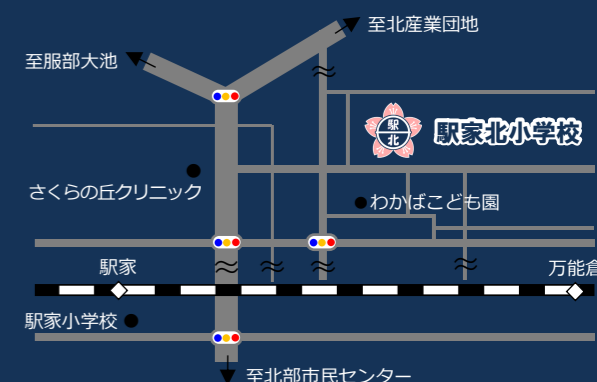 至北産業団地
至服部大池
駅
北
駅家北小学校
さくらの丘クリニック
わかばこども園
駅家
万能倉
駅家小学校
至北部市民センター